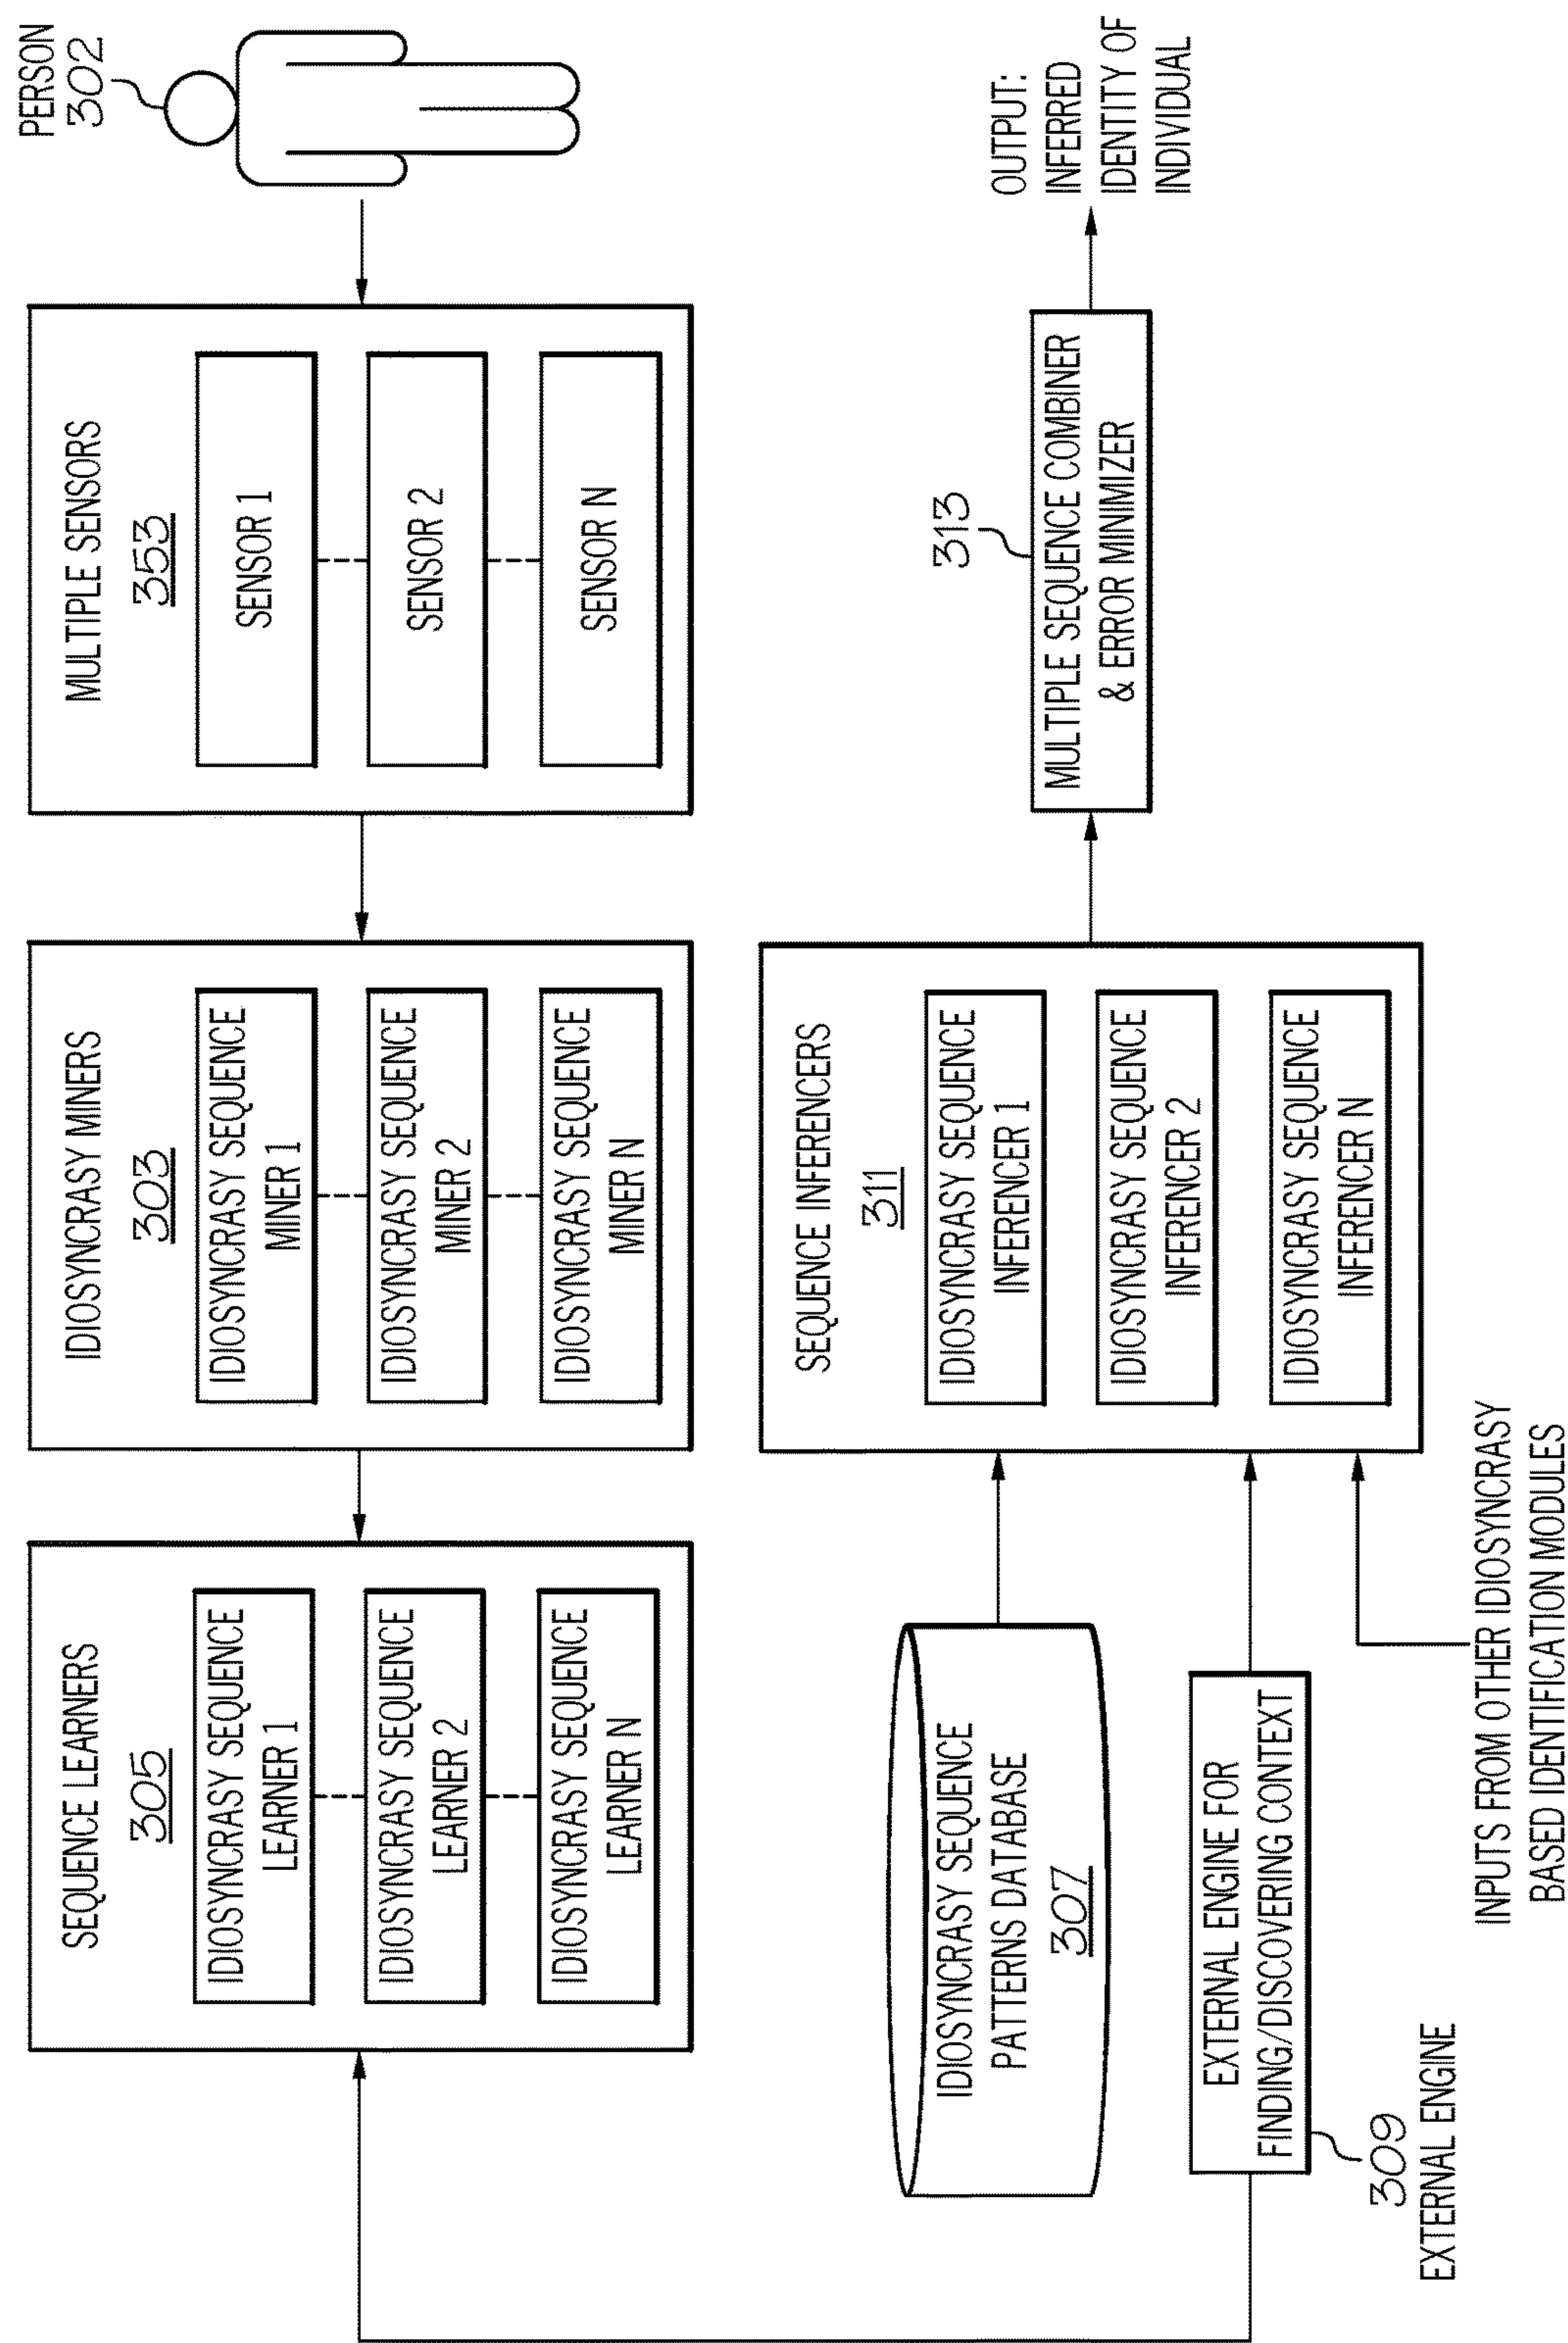 PERSON
302
MULTIPLE SENSORS
353
SENSOR 1
SENSOR 2
SENSOR N
IDIOSYNCRASY MINERS
303
IDIOSYNCRASY SEQUENCE
MINER 1
IDIOSYNCRASY SEQUENCE
MINER 2
IDIOSYNCRASY SEQUENCE
MINER N
SEQUENCE LEARNERS
305
IDIOSYNCRASY SEQUENCE
LEARNER 1
IDIOSYNCRASY SEQUENCE
LEARNER 2
IDIOSYNCRASY SEQUENCE
LEARNER N
IDIOSYNCRASY SEQUENCE
PATTERNS DATABASE
307
EXTERNAL ENGINE FOR
FINDING/DISCOVERING CONTEXT
309
EXTERNAL ENGINE
INPUTS FROM OTHER IDIOSYNCRASY
BASED IDENTIFICATION MODULES
SEQUENCE INFERENCERS
311
IDIOSYNCRASY SEQUENCE
INFERENCER 1
IDIOSYNCRASY SEQUENCE
INFERENCER 2
IDIOSYNCRASY SEQUENCE
INFERENCER N
313
MULTIPLE SEQUENCE COMBINER
& ERROR MINIMIZER
OUTPUT:
INFERRED
IDENTITY OF
INDIVIDUAL